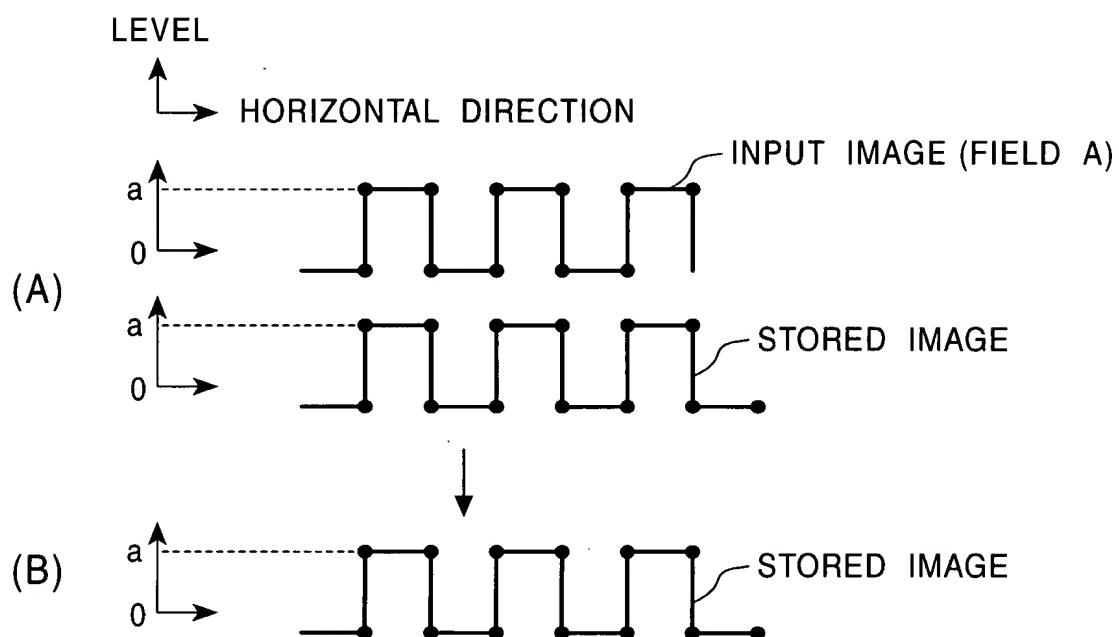 LEVEL
HORIZONTAL DIRECTION
INPUT IMAGE (FIELD A)
a
0
(A)
a
STORED IMAGE
0
a
(B)
STORED IMAGE
0